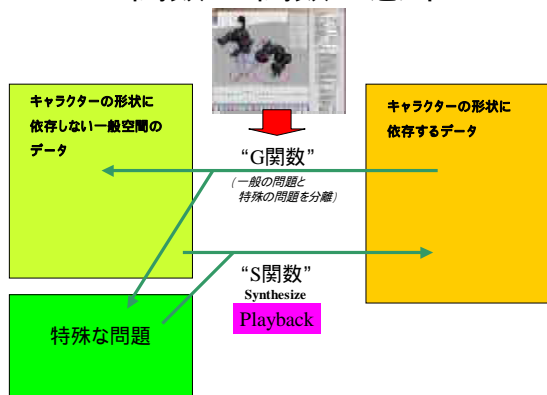 キャラクターの形状に
依存しない一般空間の
データ
キャラクターの形状に
依存するデータ
“G関数”
(一般の問題と
特殊の問題を分離)
“S関数”
Synthesize
Playback
特殊な問題